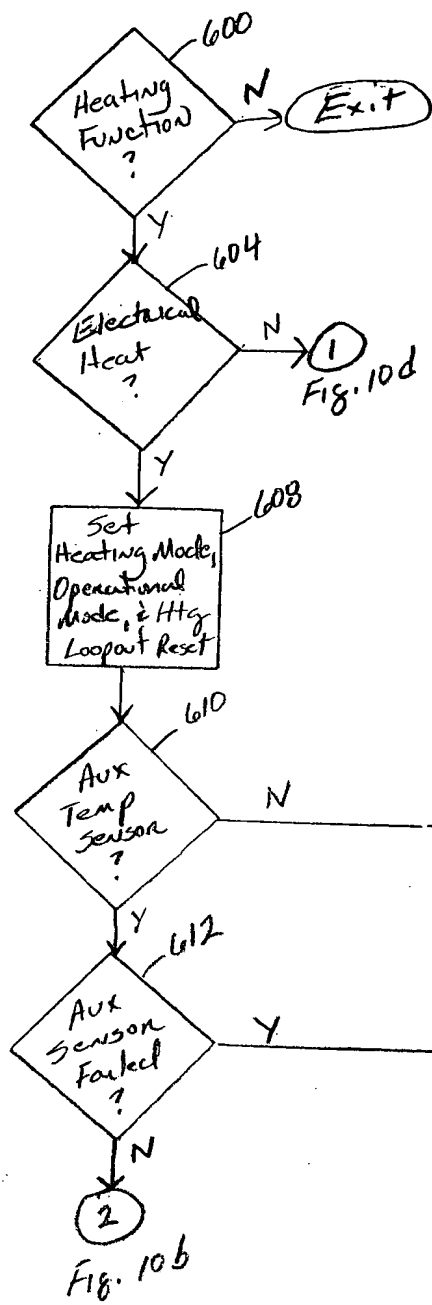 600
Heating
Function
?
N
Exit
Y
604
Electrical
Heat
?
N
1
Fig. 10d
Y
608
Set
Heating Mode,
Operational
Mode, & Htg
Loopout Reset
610
Aux
Temp
Sensor
?
N
Y
612
Aux
Sensor
Failed
?
Y
N
2
Fig. 10b